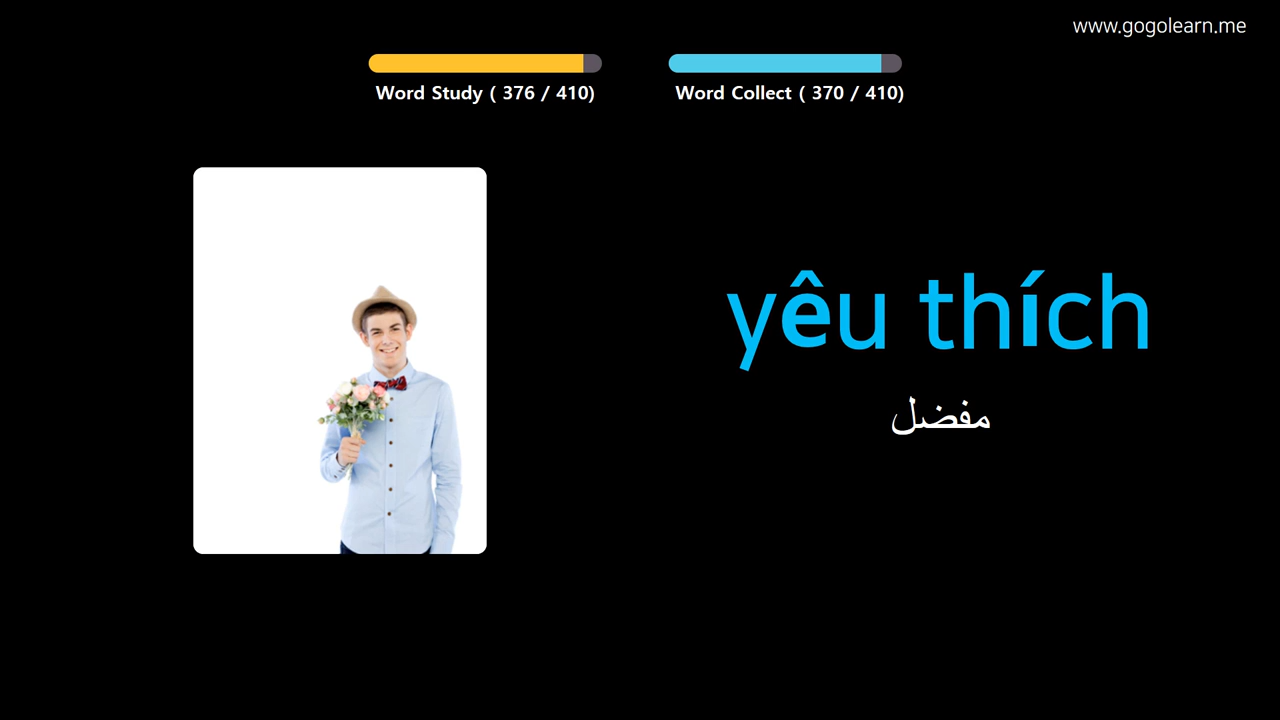 www.gogolearn.me
Word Study ( 376 / 410)
Word Collect ( 370 / 410)
yêu thích
مفضل